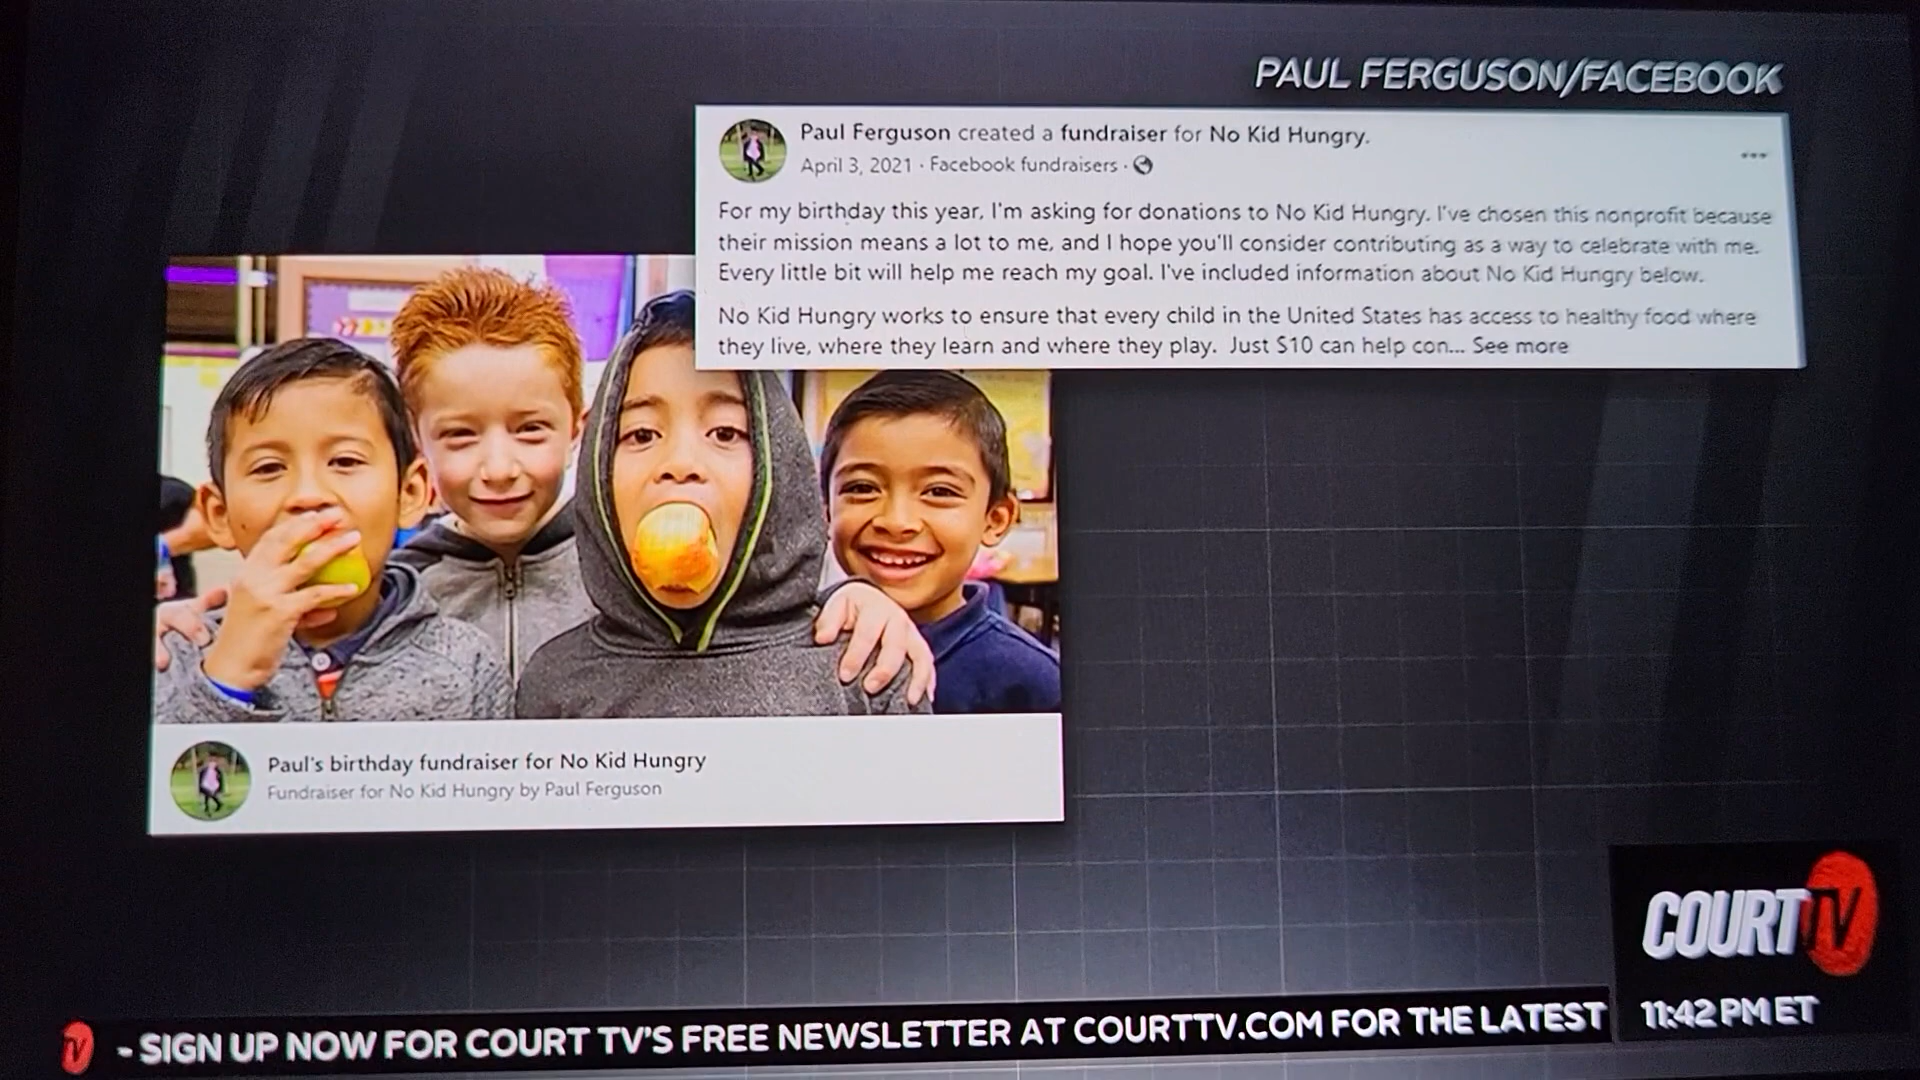 PAUL FERGUSON/FACEBOOK
Paul Ferguson created a fundraiser for No Kid Hungry.
April 3, 2021 · Facebook fundraisers ·
For my birthday this year, I'm asking for donations to No Kid Hungry. I've chosen this nonprofit because
their mission means a lot to me, and I hope you'll consider contributing as a way to celebrate with me.
Every little bit will help me reach my goal. I've included information about No Kid Hungry below.
No Kid Hungry works to ensure that every child in the United States has access to healthy food where
they live, where they learn and where they play. Just $10 can help con... See more
Paul's birthday fundraiser for No Kid Hungry
Fundraiser for No Kid Hungry by Paul Ferguson
COURT TV
11:42 PM ET
TV - SIGN UP NOW FOR COURT TV'S FREE NEWSLETTER AT COURTTV.COM FOR THE LATEST